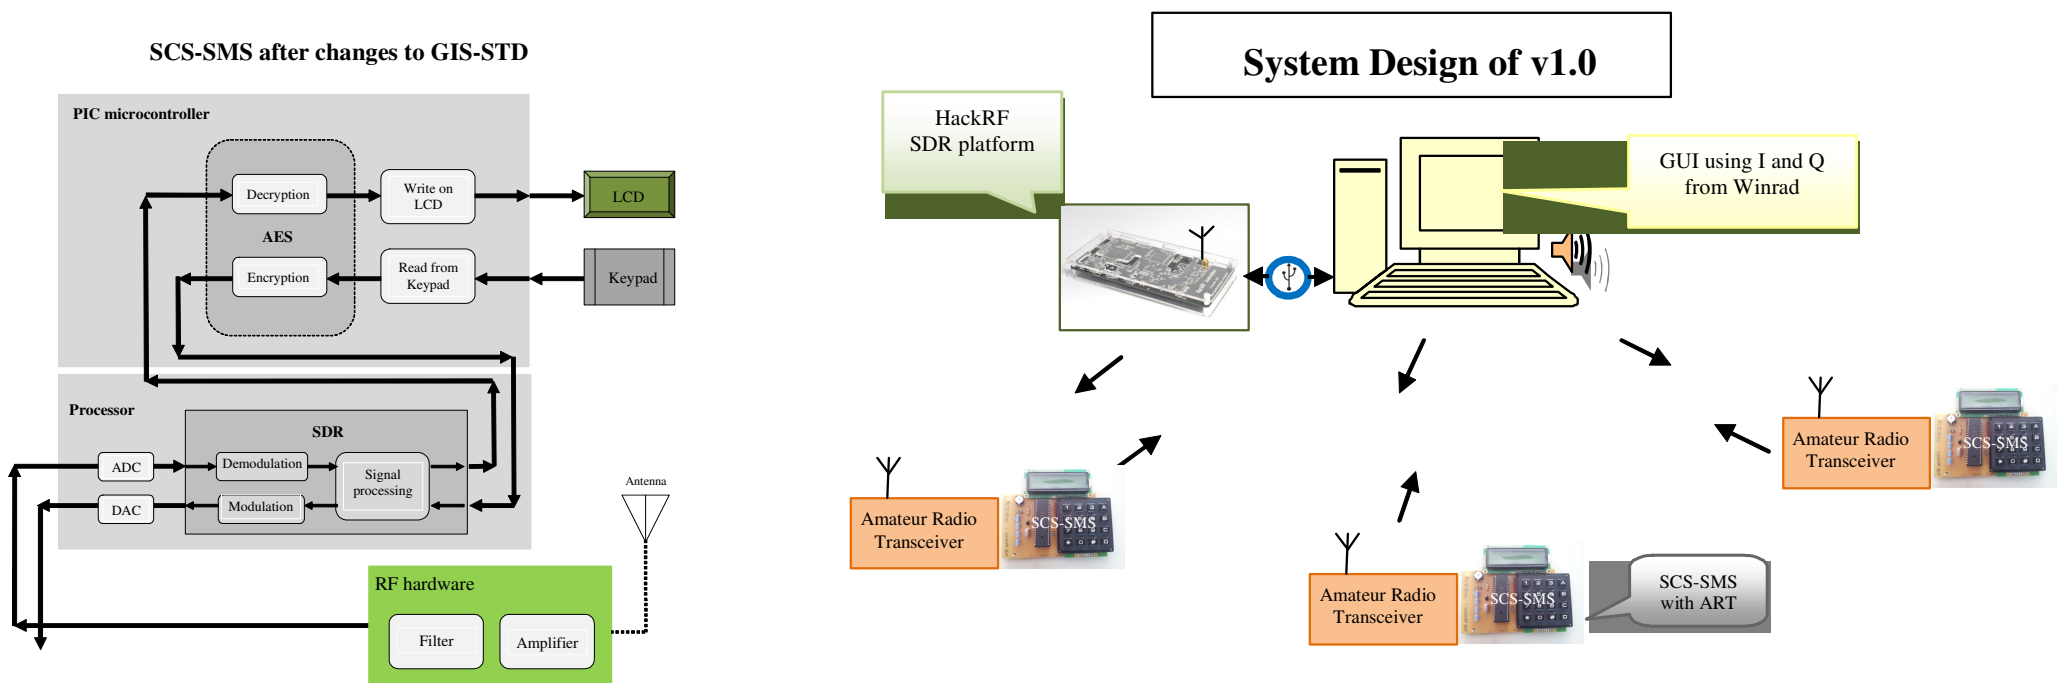 SCS-SMS after changes to GIS-STD
PIC microcontroller
Decryption
Write on
LCD
LCD
AES
Encryption
Read from
Keypad
Keypad
Processor
SDR
ADC
Demodulation
Signal
processing
DAC
Modulation
Antenna
RF hardware
Filter
Amplifier
System Design of v1.0
HackRF
SDR platform
GUI using I and Q
from Winrad
Amateur Radio
Transceiver
SCS-SMS
Amateur Radio
Transceiver
SCS-SMS
Amateur Radio
Transceiver
SCS-SMS
SCS-SMS
with ART